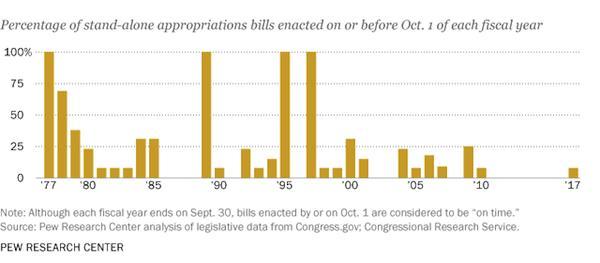 Percentage of stand-alone appropriations bills enacted on or before Oct. 1 of each fiscal year
100%
75
50
25
0
'77 '80 '85 '90 '95 '00 '05 '10 '17
Note: Although each fiscal year ends on Sept. 30, bills enacted by or on Oct. 1 are considered to be “on time.”
Source: Pew Research Center analysis of legislative data from Congress.gov; Congressional Research Service.
PEW RESEARCH CENTER